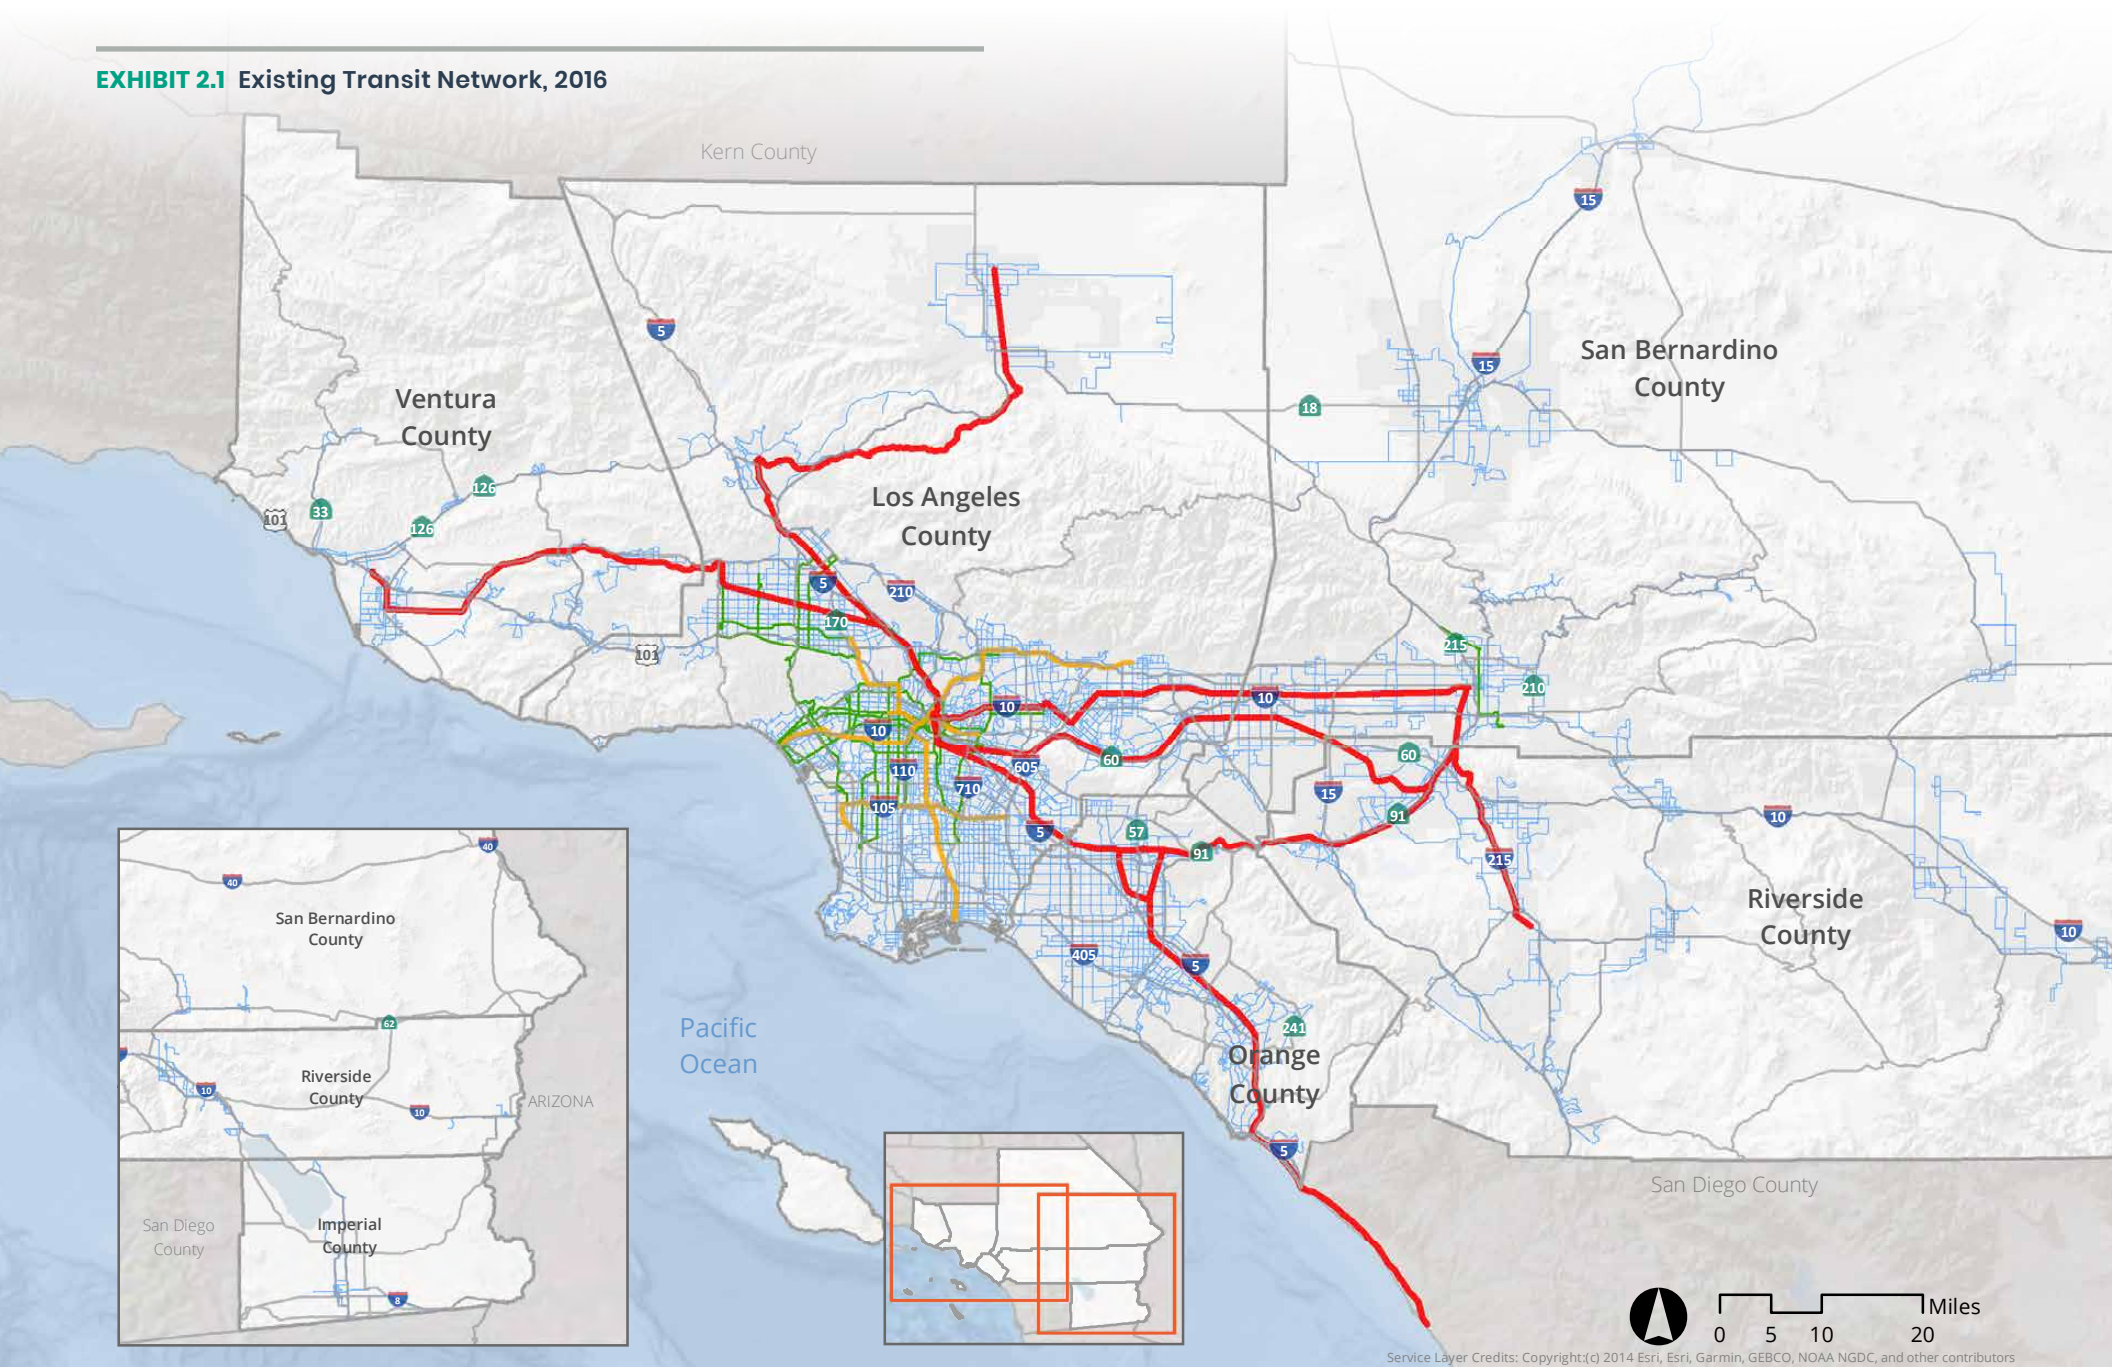 EXHIBIT 2.1 Existing Transit Network, 2016
Kern County
15
5
15
San Bernardino
County
18
Ventura
County
126
Los Angeles
County
33
101
126
5
210
170
101
215
210
10
10
10
60
60
110
605
710
15
105
91
5
57
91
10
215
Riverside
County
10
405
5
Pacific
Ocean
241
Orange
County
5
San Diego County
40
40
San Bernardino
County
62
Riverside
County
10
10
ARIZONA
San Diego
County
Imperial
County
8
Miles
0 5 10 20
Service Layer Credits: Copyright:(c) 2014 Esri, Esri, Garmin, GEBCO, NOAA NGDC, and other contributors